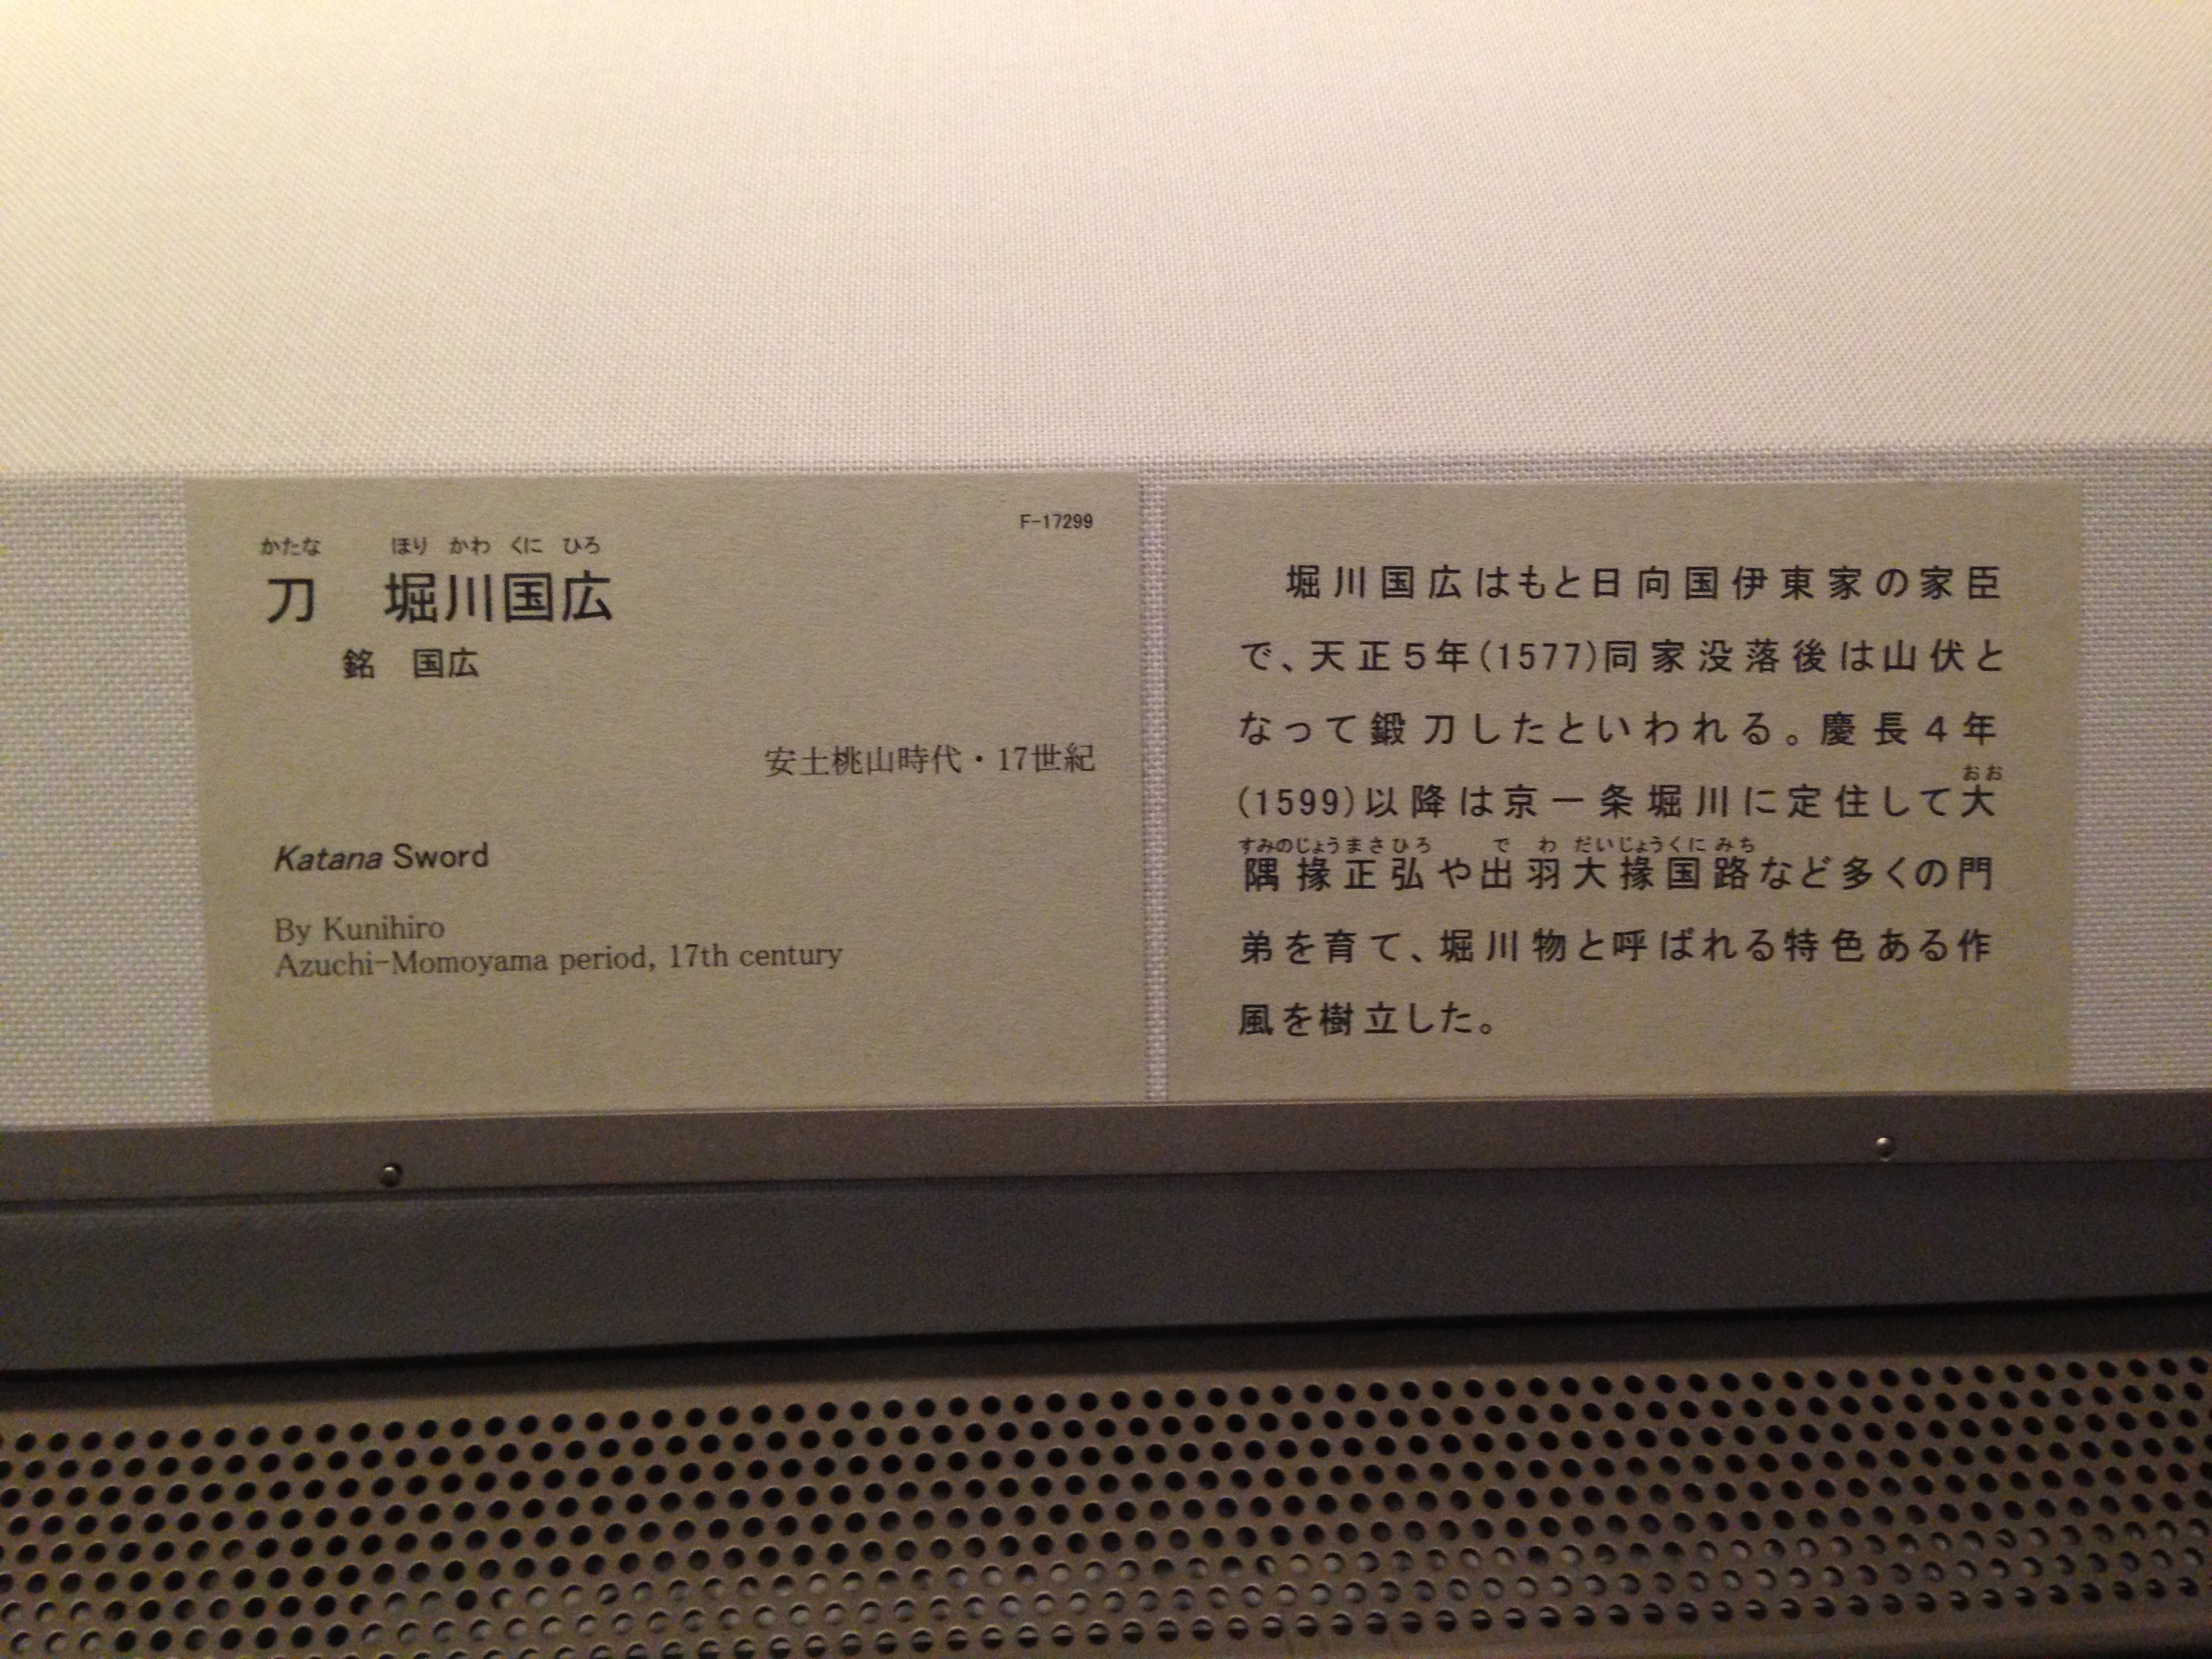 F-17299
かたな ほり かわ くに ひろ
刀 堀川国広
銘 国広
安土桃山時代・17世紀
Katana Sword
By Kunihiro
Azuchi-Momoyama period, 17th century
堀川国広はもと日向国伊東家の家臣
で、天正5年(1577)同家没落後は山伏と
なって鍛刀したといわれる。慶長4年
おお
(1599)以降は京一条堀川に定住して大
すみのじょうまさひろ で わ だいじょうくに みち
隅掾正弘や出羽大掾国路など多くの門
弟を育て、堀川物と呼ばれる特色ある作
風を樹立した。